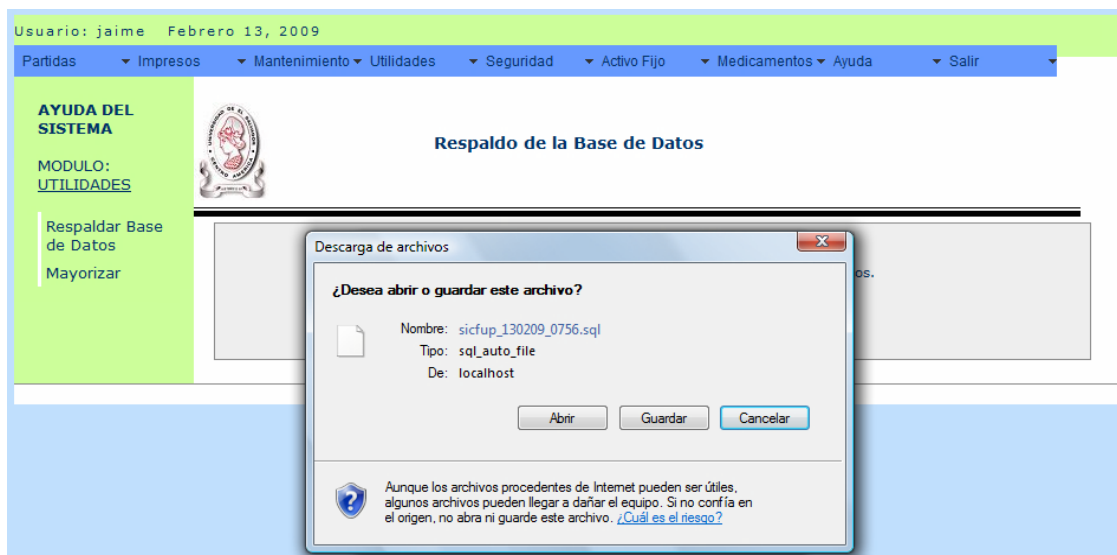 Usuario: jaime Febrero 13, 2009
Partidas Impresos Mantenimiento Utilidades Seguridad Activo Fijo Medicamentos Ayuda Salir
AYUDA DEL
SISTEMA
MODULO:
UTILIDADES
Respaldar Base
de Datos
Mayorizar
Respaldo de la Base de Datos
os.
Descarga de archivos
¿Desea abrir o guardar este archivo?
Nombre: sicfup_130209_0756.sql
Tipo: sql_auto_file
De: localhost
Abrir Guardar Cancelar
Aunque los archivos procedentes de Internet pueden ser útiles,
algunos archivos pueden llegar a dañar el equipo. Si no confía en
el origen, no abra ni guarde este archivo. ¿Cuál es el riesgo?